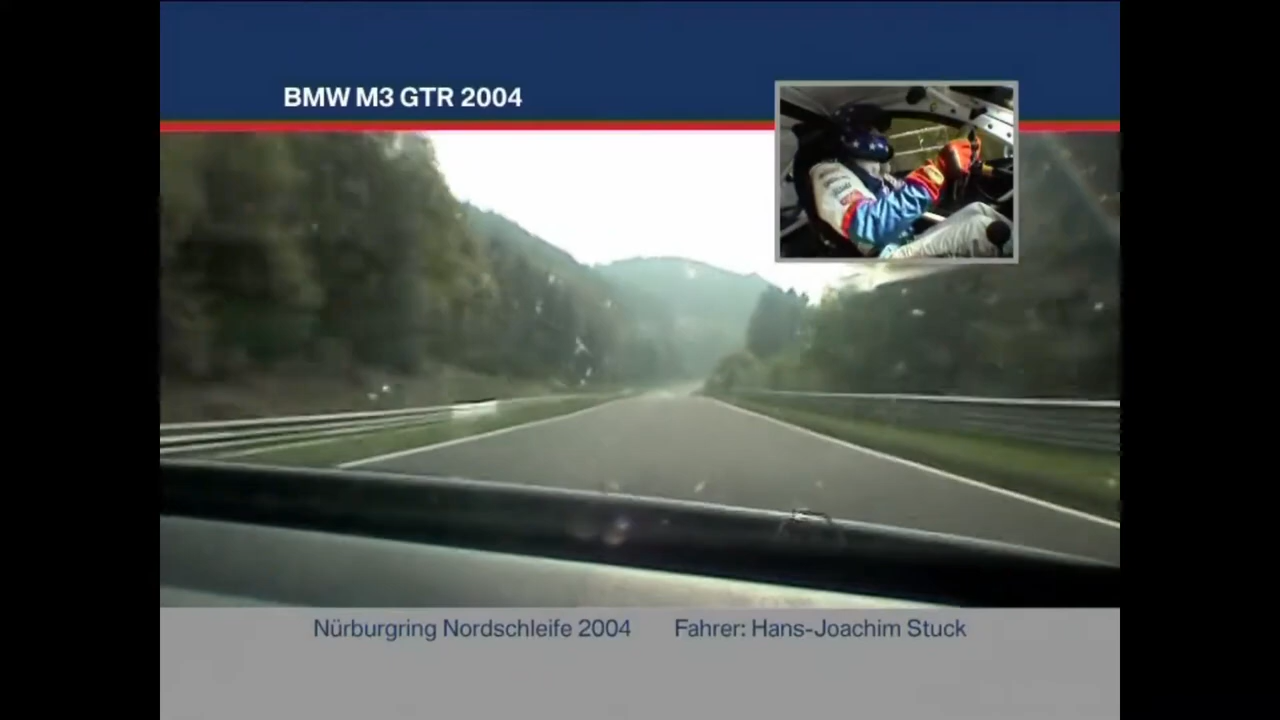 BMW M3 GTR 2004
Nürburgring Nordschleife 2004 Fahrer: Hans-Joachim Stuck